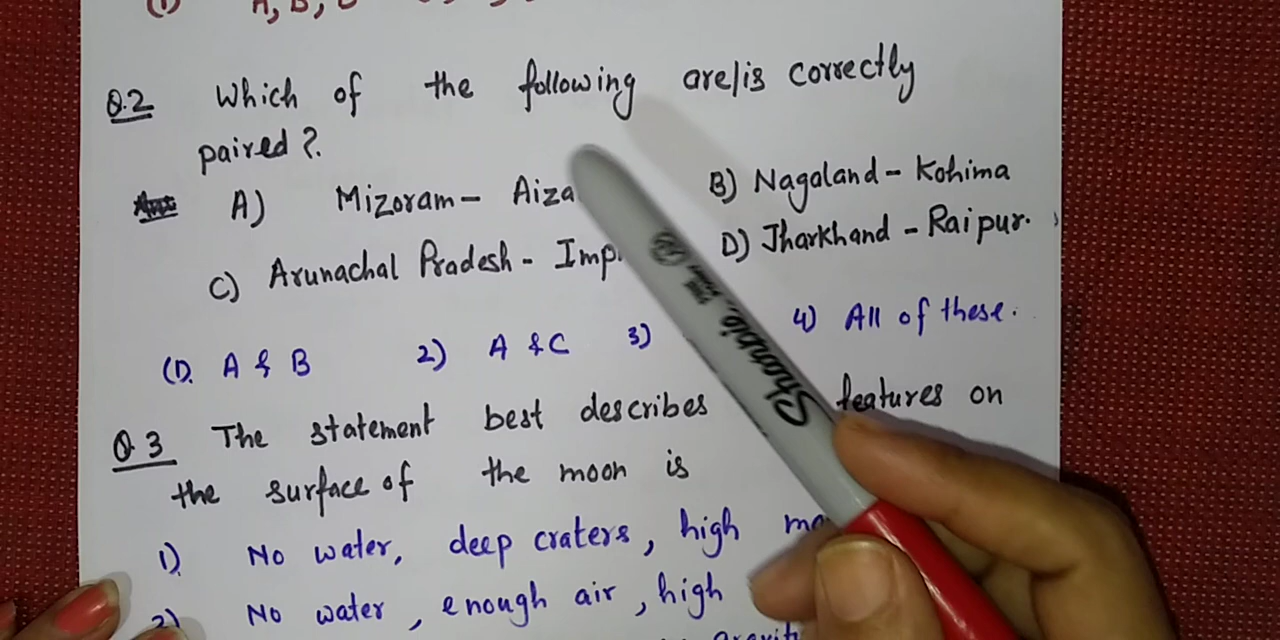 Q.2 Which of the following are/is correctly
paired?.
A) Mizoram - B) Nagaland - Kohima
C) Arunachal Pradesh - D) Jharkhand - Raipur.
(1). A & B 2) A & C 3) 4) All of these.
Q.3 The statement best describes features on
the surface of the moon is
1). No water, deep craters, high
2) No water, enough air, high
Sharpie